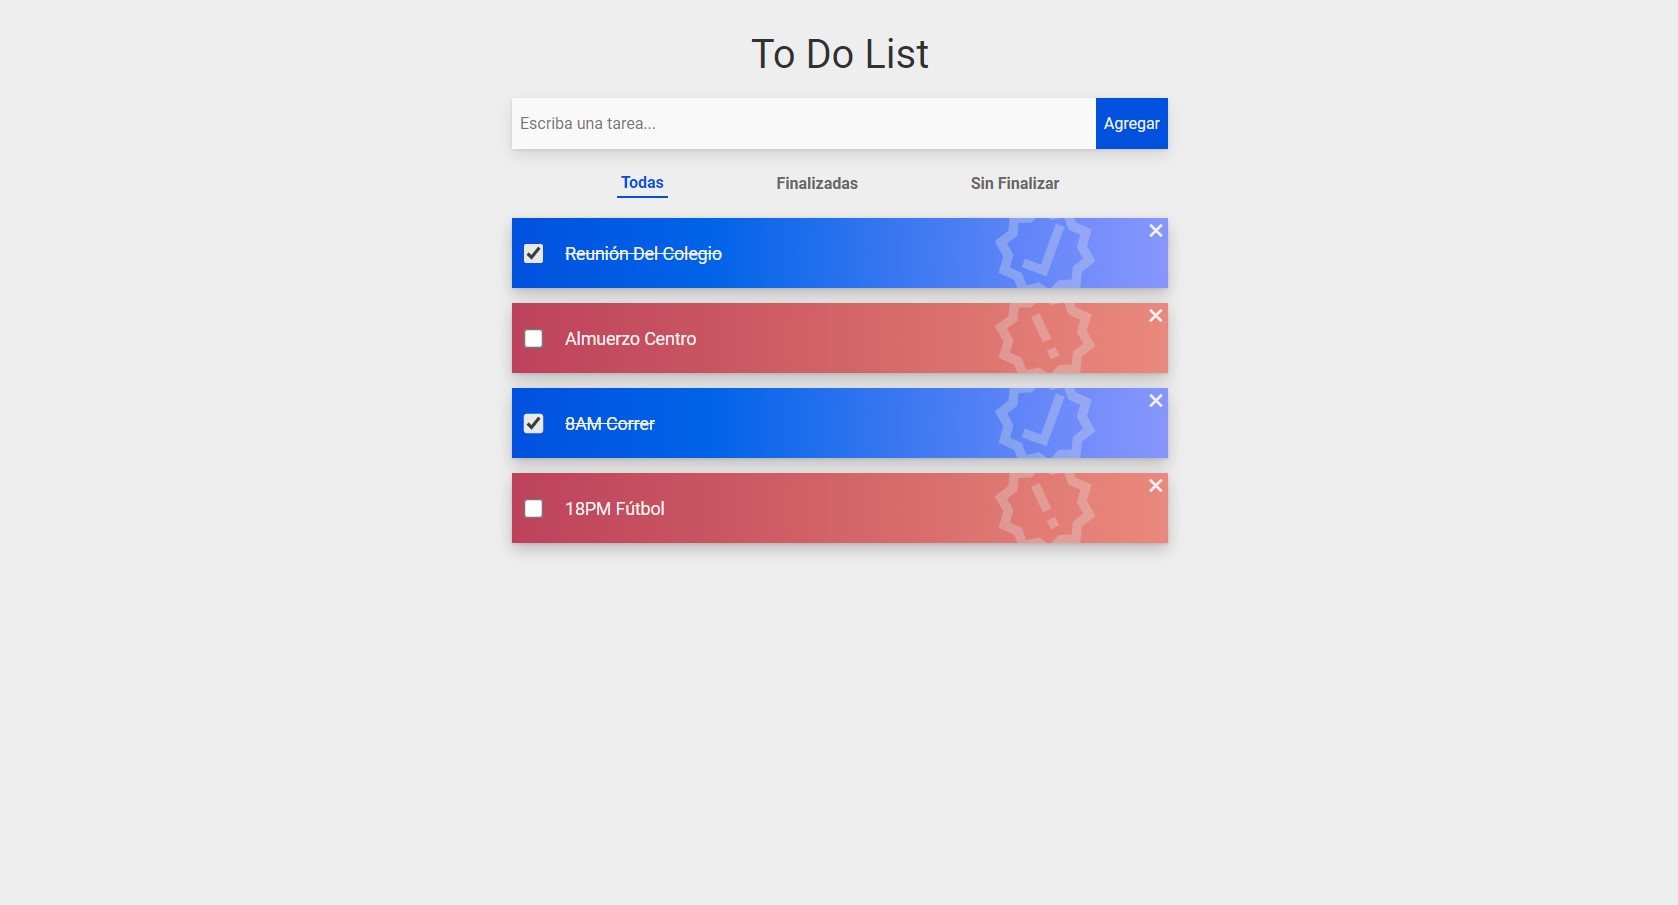 To Do List
Escriba una tarea...
Agregar
Todas
Finalizadas
Sin Finalizar
Reunión Del Colegio
Almuerzo Centro
8AM Correr
18PM Fútbol